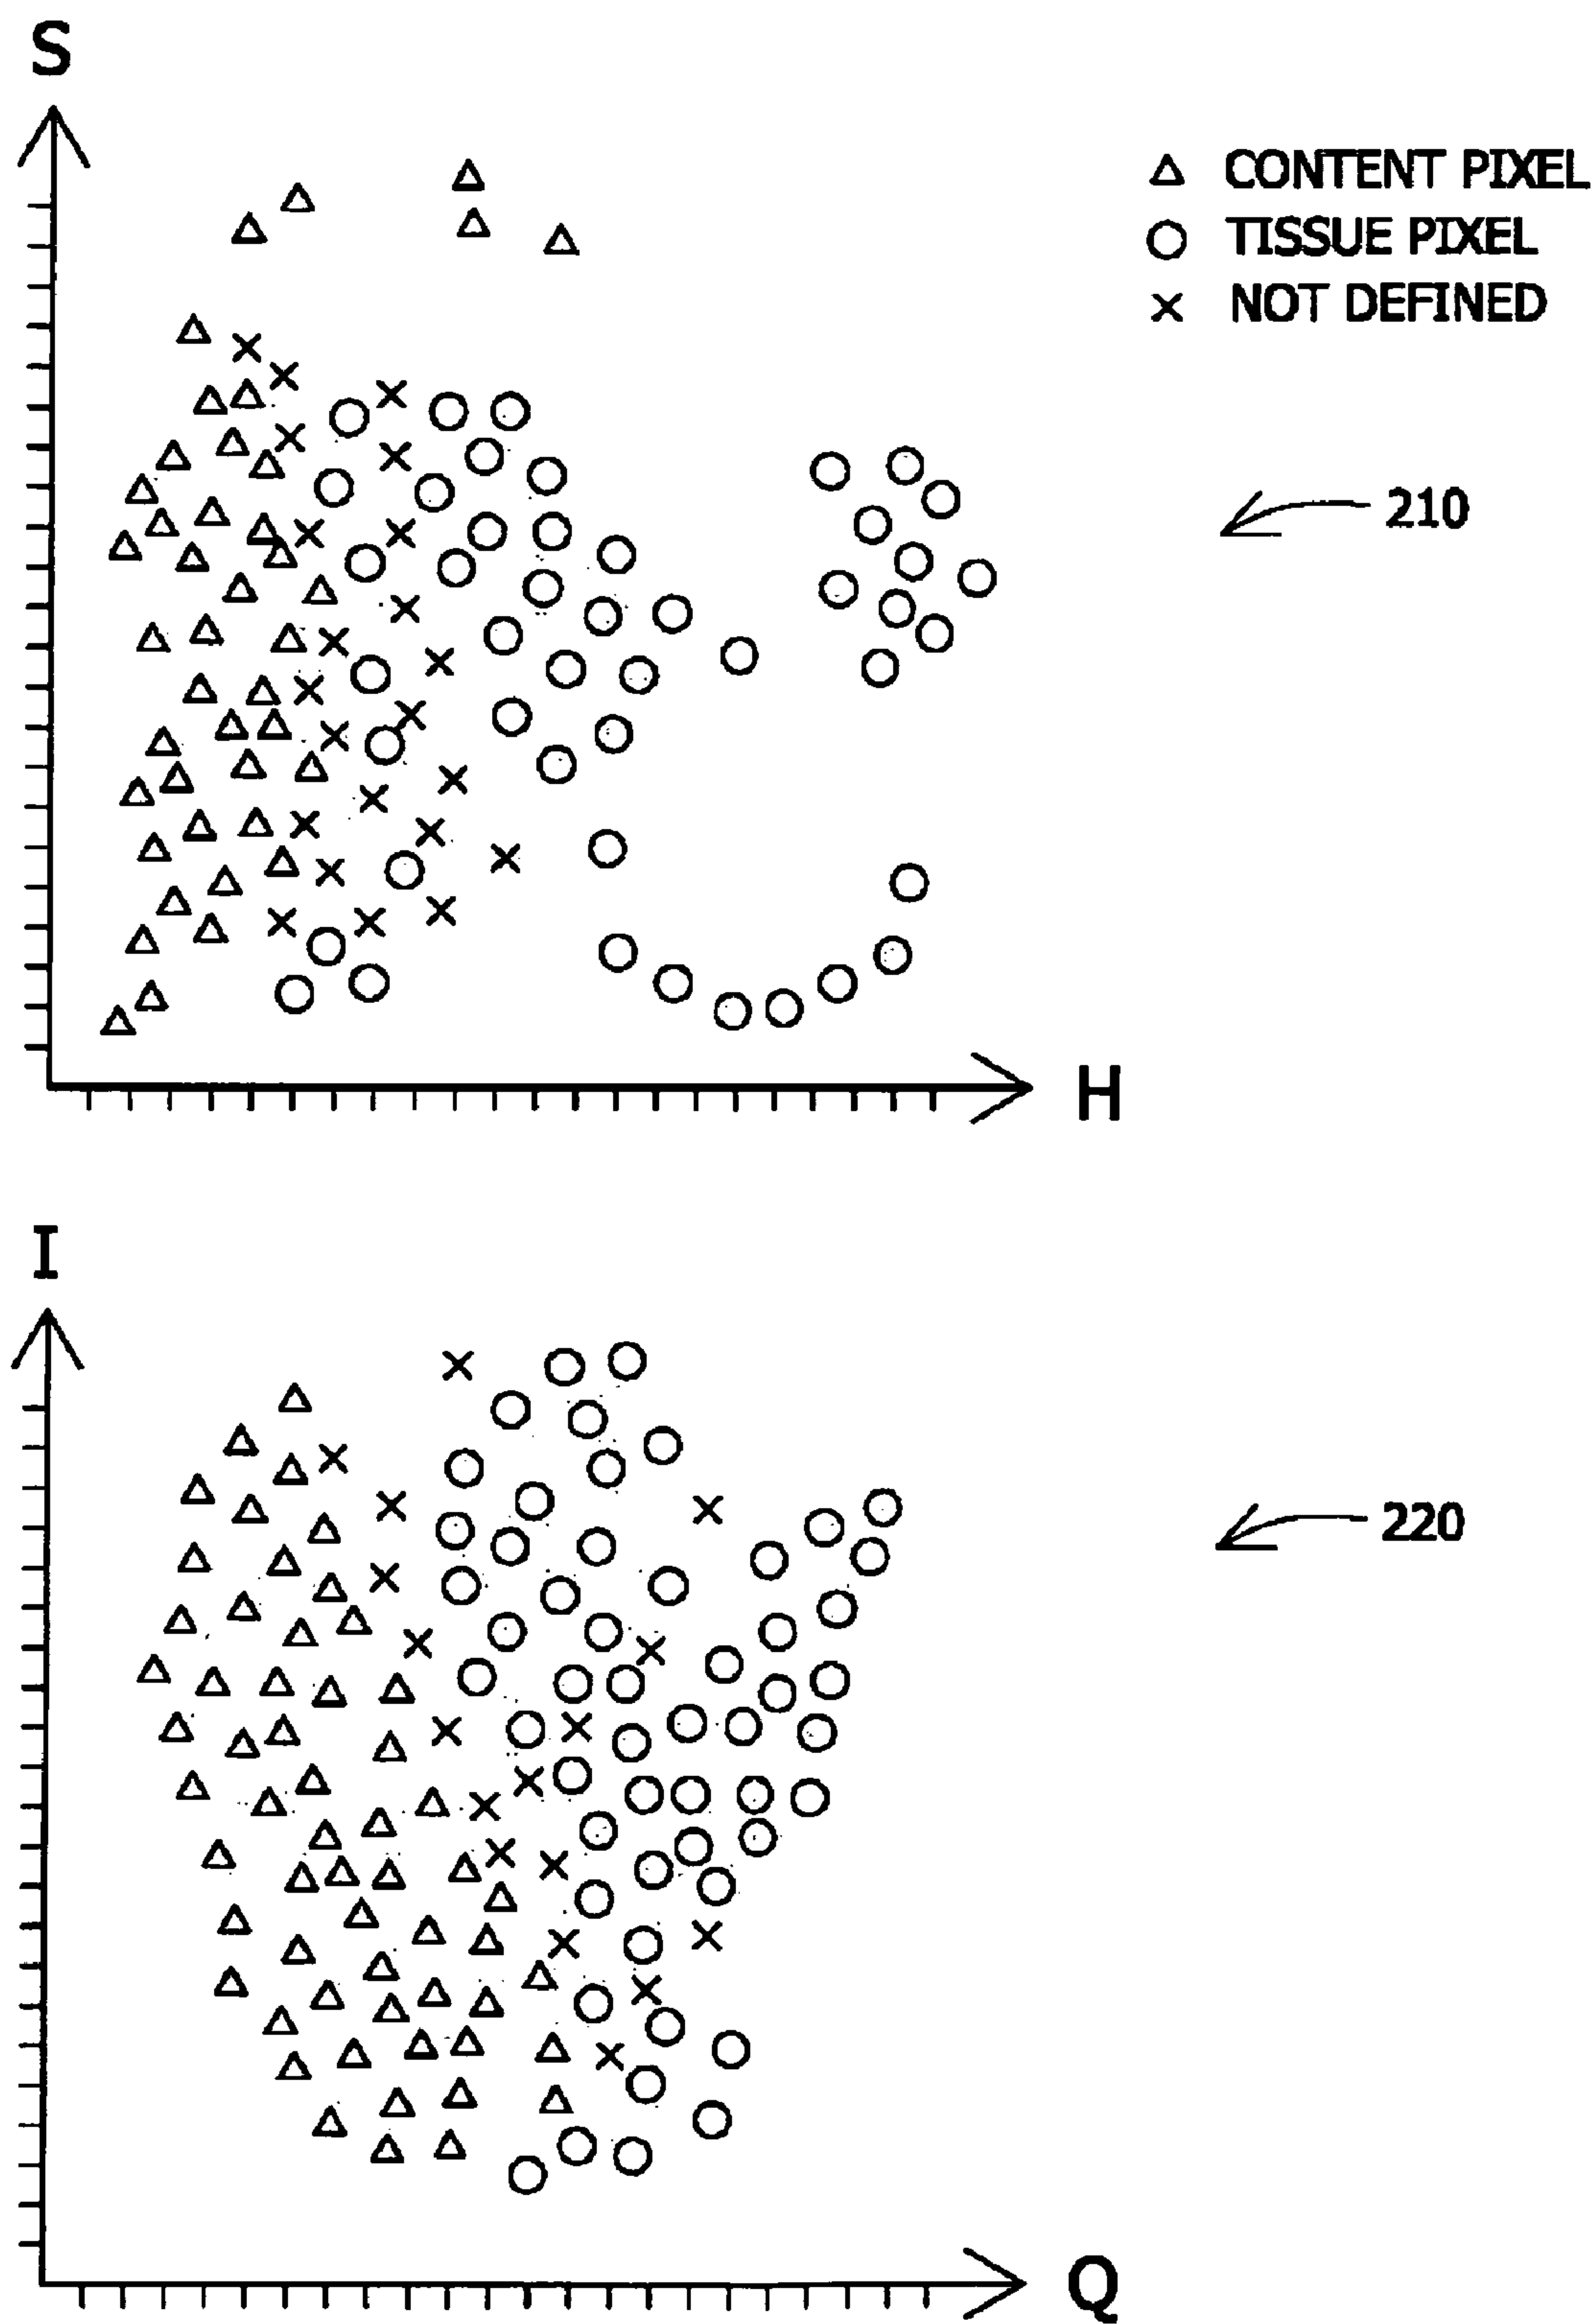 S
CONTENT PIXEL
TISSUE PIXEL
NOT DEFINED
210
H
I
220
Q